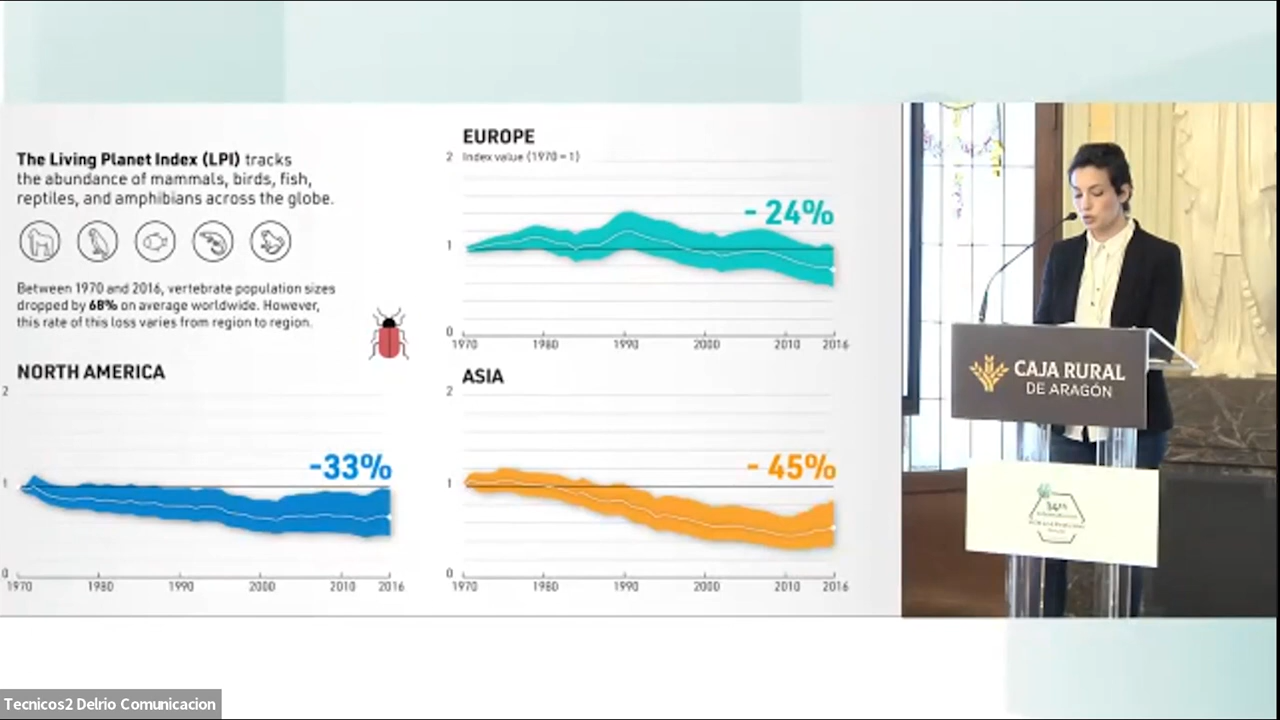 The Living Planet Index (LPI) tracks
the abundance of mammals, birds, fish,
reptiles, and amphibians across the globe.
Between 1970 and 2016, vertebrate population sizes
dropped by 68% on average worldwide. However,
this rate of this loss varies from region to region.
EUROPE
2 Index value (1970 = 1)
- 24%
1
0
1970 1980 1990 2000 2010 2016
NORTH AMERICA
2
-33%
1
0
1970 1980 1990 2000 2010 2016
ASIA
2
- 45%
1
0
1970 1980 1990 2000 2010 2016
CAJA RURAL
DE ARAGÓN
Tecnicos2 Delrio Comunicacion